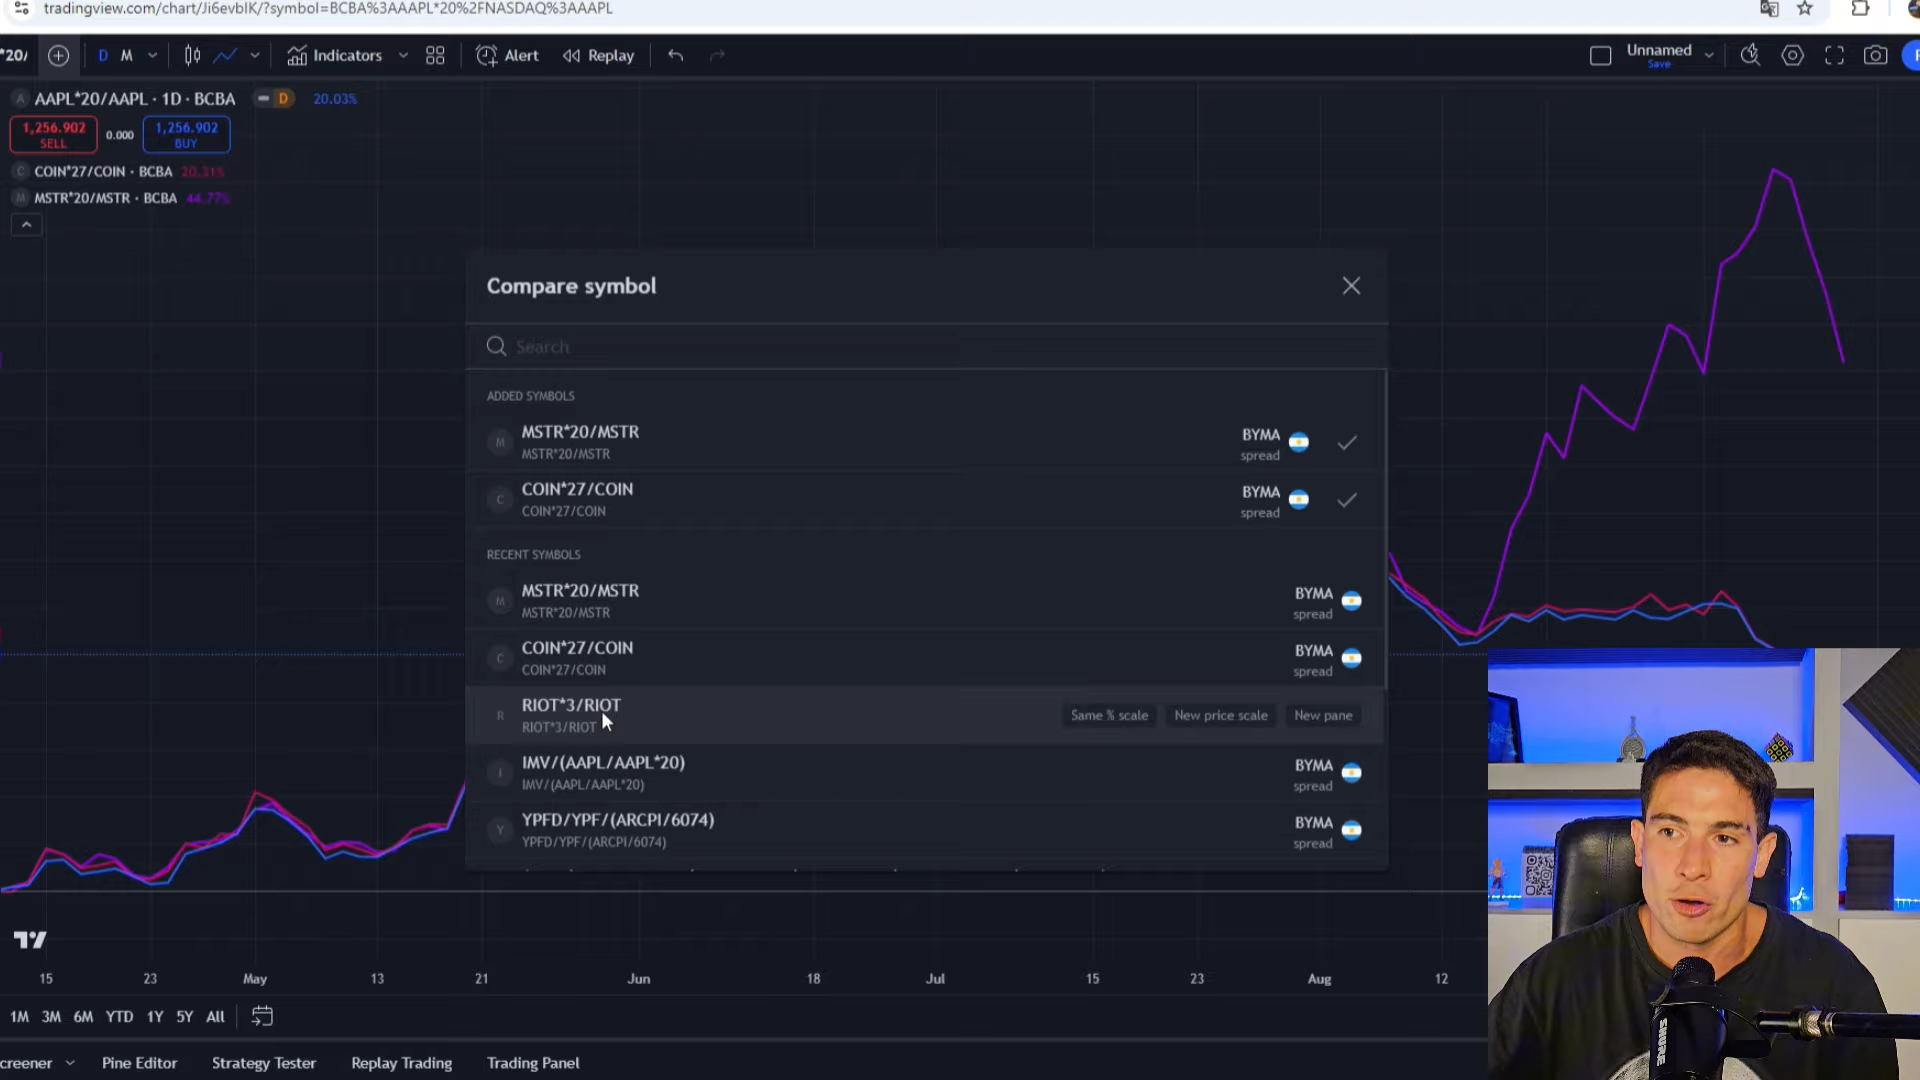 tradingview.com/chart/Ji6evbIK/?symbol=BCBA%3AAAPL*20%2FNASDAQ%3AAAPL
*20/ D M Indicators Alert Replay Unnamed
Save
AAPL*20/AAPL · 1D · BCBA D 20.03%
1,256.902 0.000 1,256.902
SELL BUY
COIN*27/COIN · BCBA 20.31%
MSTR*20/MSTR · BCBA 44.77%
Compare symbol
Search
ADDED SYMBOLS
M MSTR*20/MSTR BYMA
MSTR*20/MSTR spread
C COIN*27/COIN BYMA
COIN*27/COIN spread
RECENT SYMBOLS
M MSTR*20/MSTR BYMA
MSTR*20/MSTR spread
C COIN*27/COIN BYMA
COIN*27/COIN spread
R RIOT*3/RIOT Same % scale New price scale New pane
RIOT*3/RIOT
I IMV/(AAPL/AAPL*20) BYMA
IMV/(AAPL/AAPL*20) spread
Y YPFD/YPF/(ARCPI/6074) BYMA
YPFD/YPF/(ARCPI/6074) spread
15 23 May 13 21 Jun 18 Jul 15 23 Aug 12
1M 3M 6M YTD 1Y 5Y All
creener Pine Editor Strategy Tester Replay Trading Trading Panel
SHURE